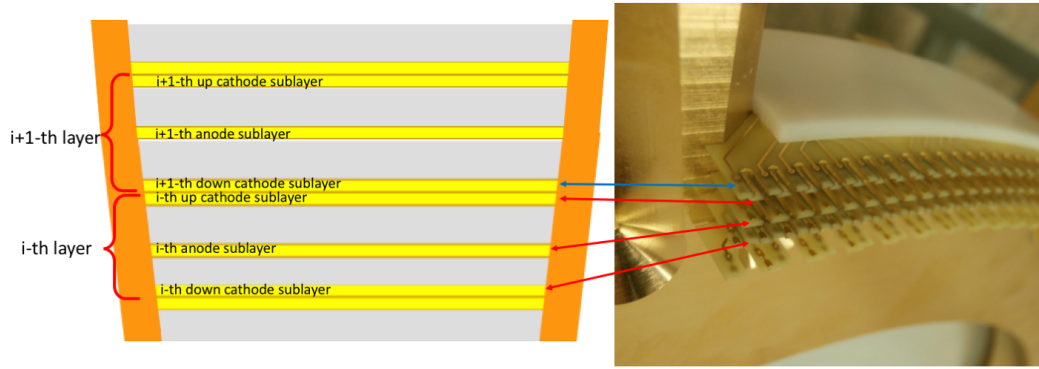 i+1-th up cathode sublayer
i+1-th layer
i+1-th anode sublayer
i+1-th down cathode sublayer
i-th up cathode sublayer
i-th layer
i-th anode sublayer
i-th down cathode sublayer